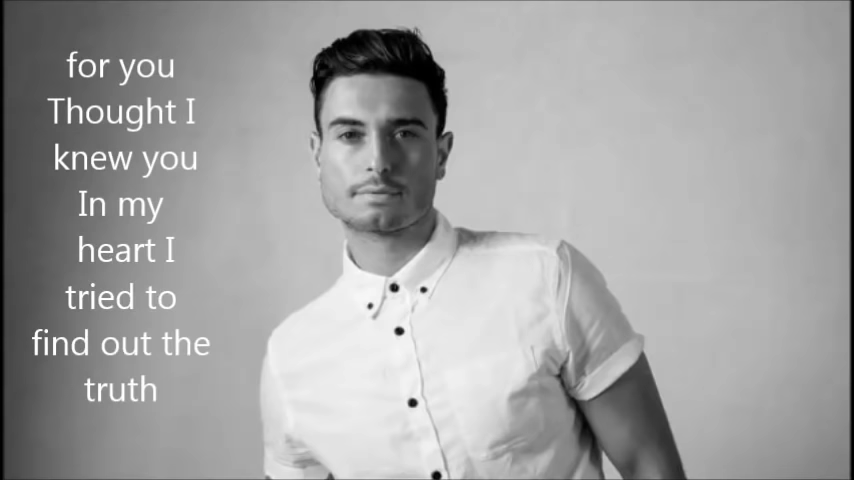 for you
Thought I
knew you
In my
heart I
tried to
find out the
truth